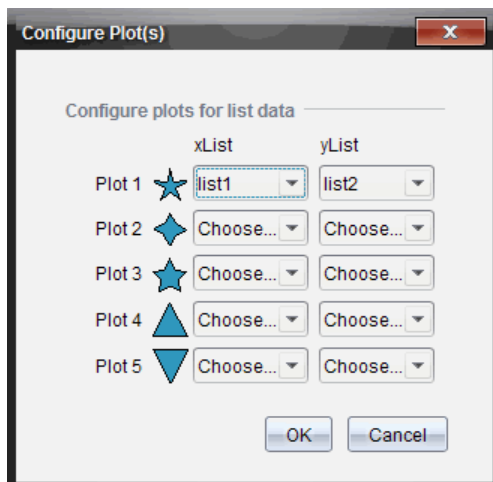 Configure Plot(s)
Configure plots for list data
xList yList
Plot 1 list1 list2
Plot 2 Choose... Choose...
Plot 3 Choose... Choose...
Plot 4 Choose... Choose...
Plot 5 Choose... Choose...
OK Cancel